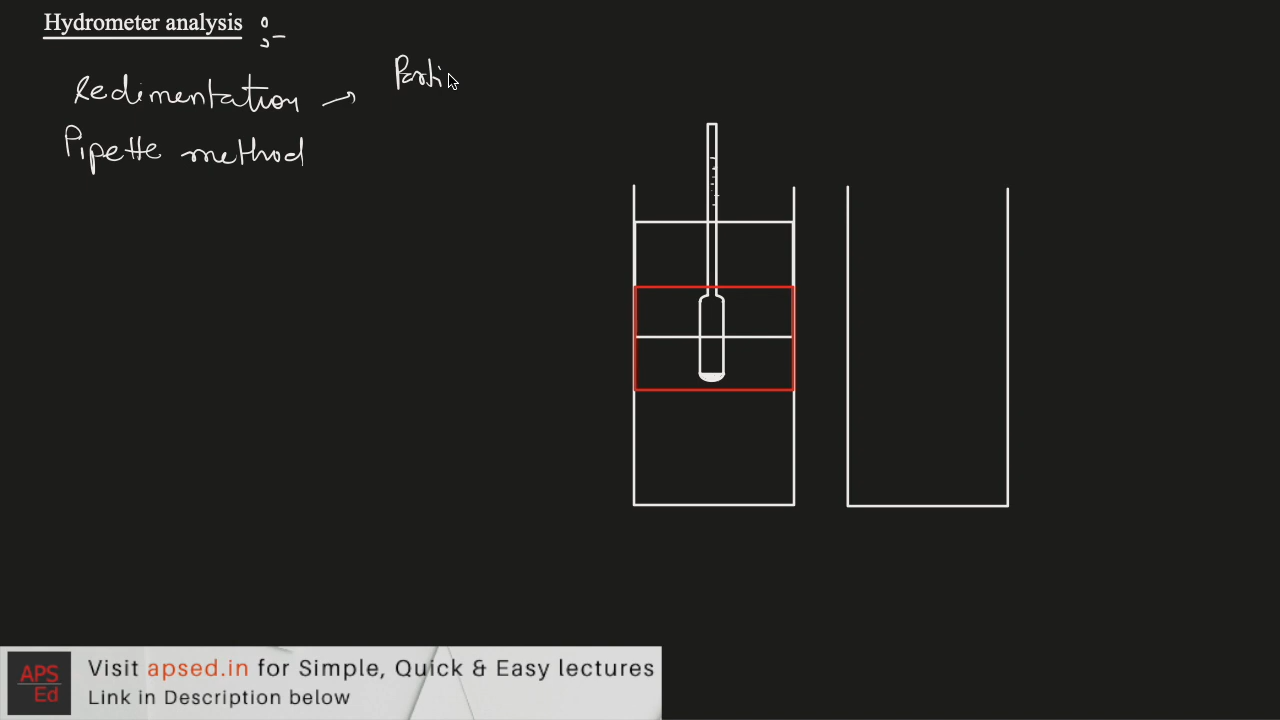 Hydrometer analysis :-
Sedimentation →
Parti
Pipette method
APS
Ed
Visit apsed.in for Simple, Quick & Easy lectures
Link in Description below